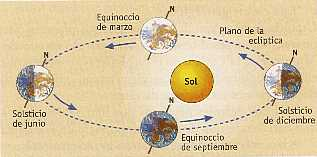 Equinoccio
de marzo
N
Plano de la
eclíptica
N
Sol
N
Solsticio
de junio
N
Equinoccio
de septiembre
Solsticio
de diciembre